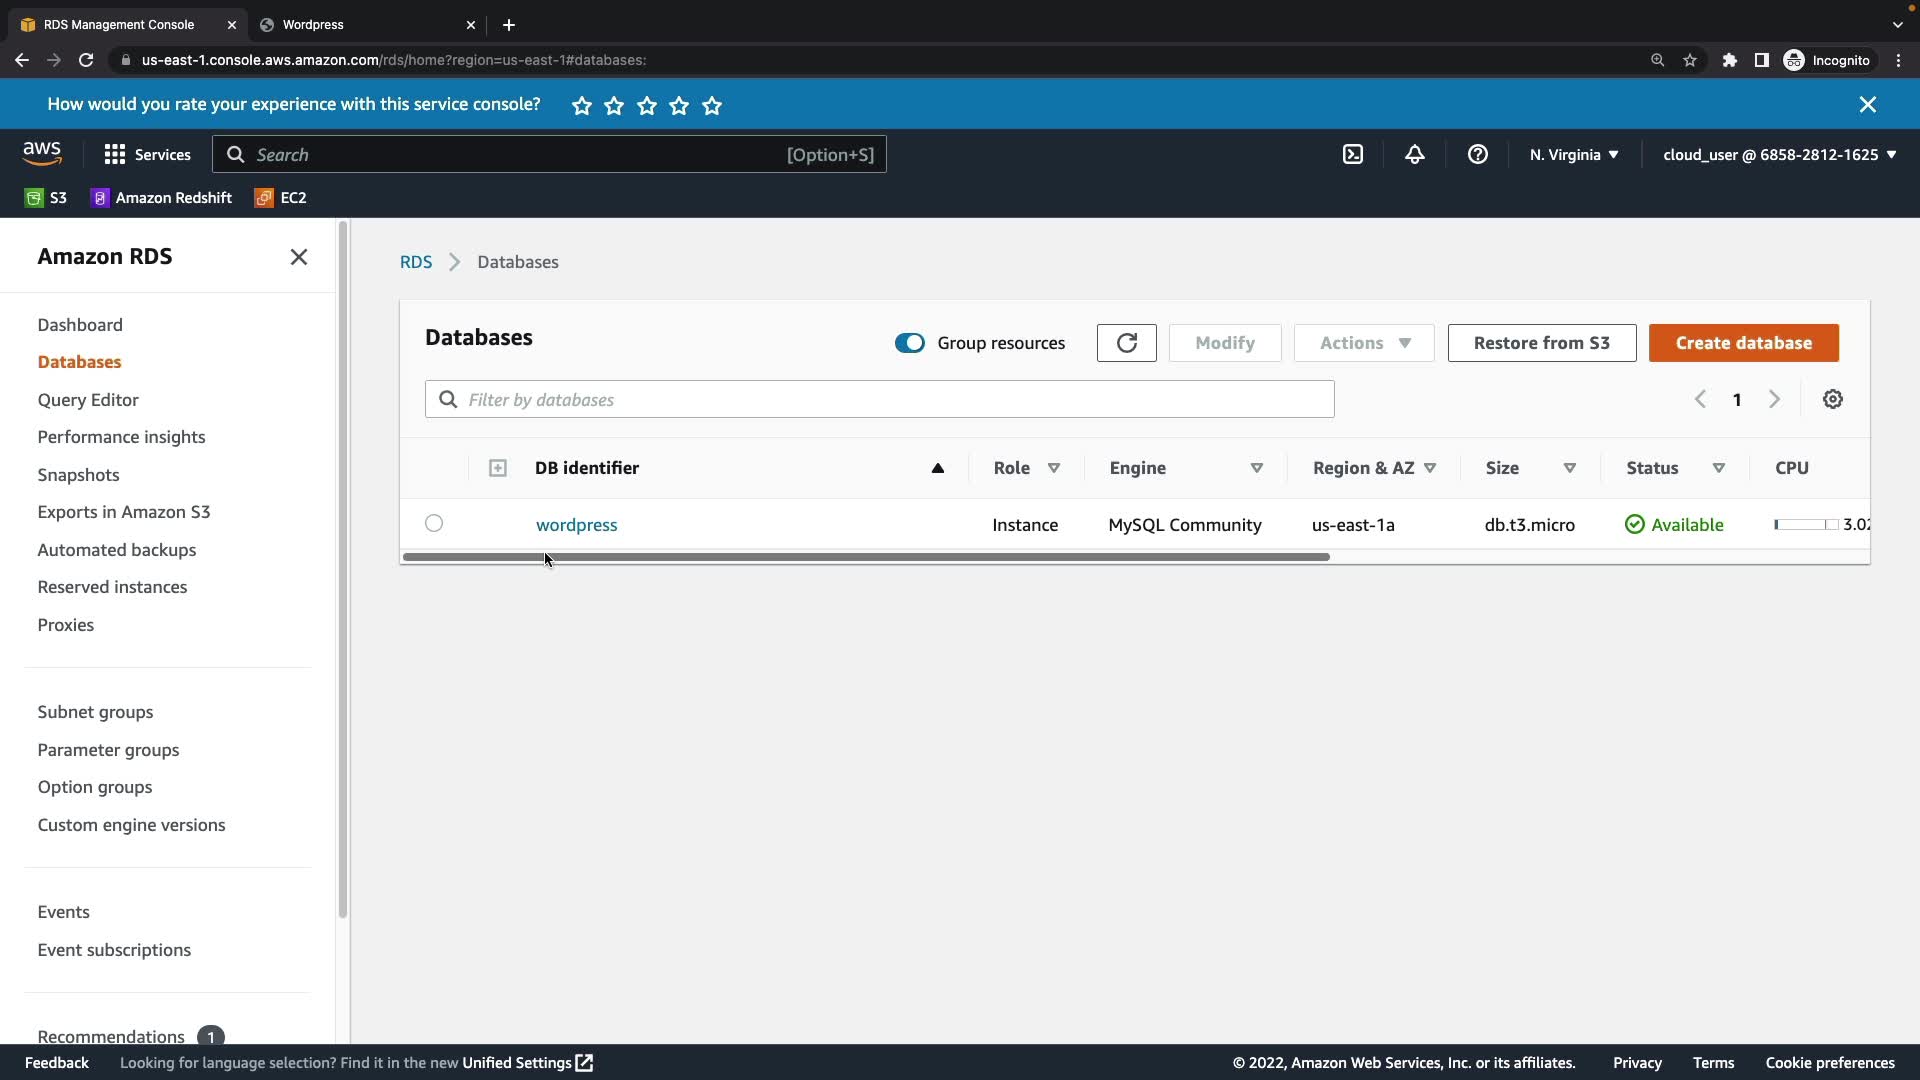 RDS Management Console
Wordpress
us-east-1.console.aws.amazon.com/rds/home?region=us-east-1#databases:
Incognito
How would you rate your experience with this service console?
aws
Services
Search
[Option+S]
N. Virginia
cloud_user @ 6858-2812-1625
S3
Amazon Redshift
EC2
Amazon RDS
Dashboard
Databases
Query Editor
Performance insights
Snapshots
Exports in Amazon S3
Automated backups
Reserved instances
Proxies
Subnet groups
Parameter groups
Option groups
Custom engine versions
Events
Event subscriptions
Recommendations 1
RDS > Databases
Databases
Group resources
Modify
Actions
Restore from S3
Create database
Filter by databases
1
DB identifier Role Engine Region & AZ Size Status CPU
wordpress Instance MySQL Community us-east-1a db.t3.micro Available 3.02
Feedback
Looking for language selection? Find it in the new Unified Settings
© 2022, Amazon Web Services, Inc. or its affiliates.
Privacy
Terms
Cookie preferences